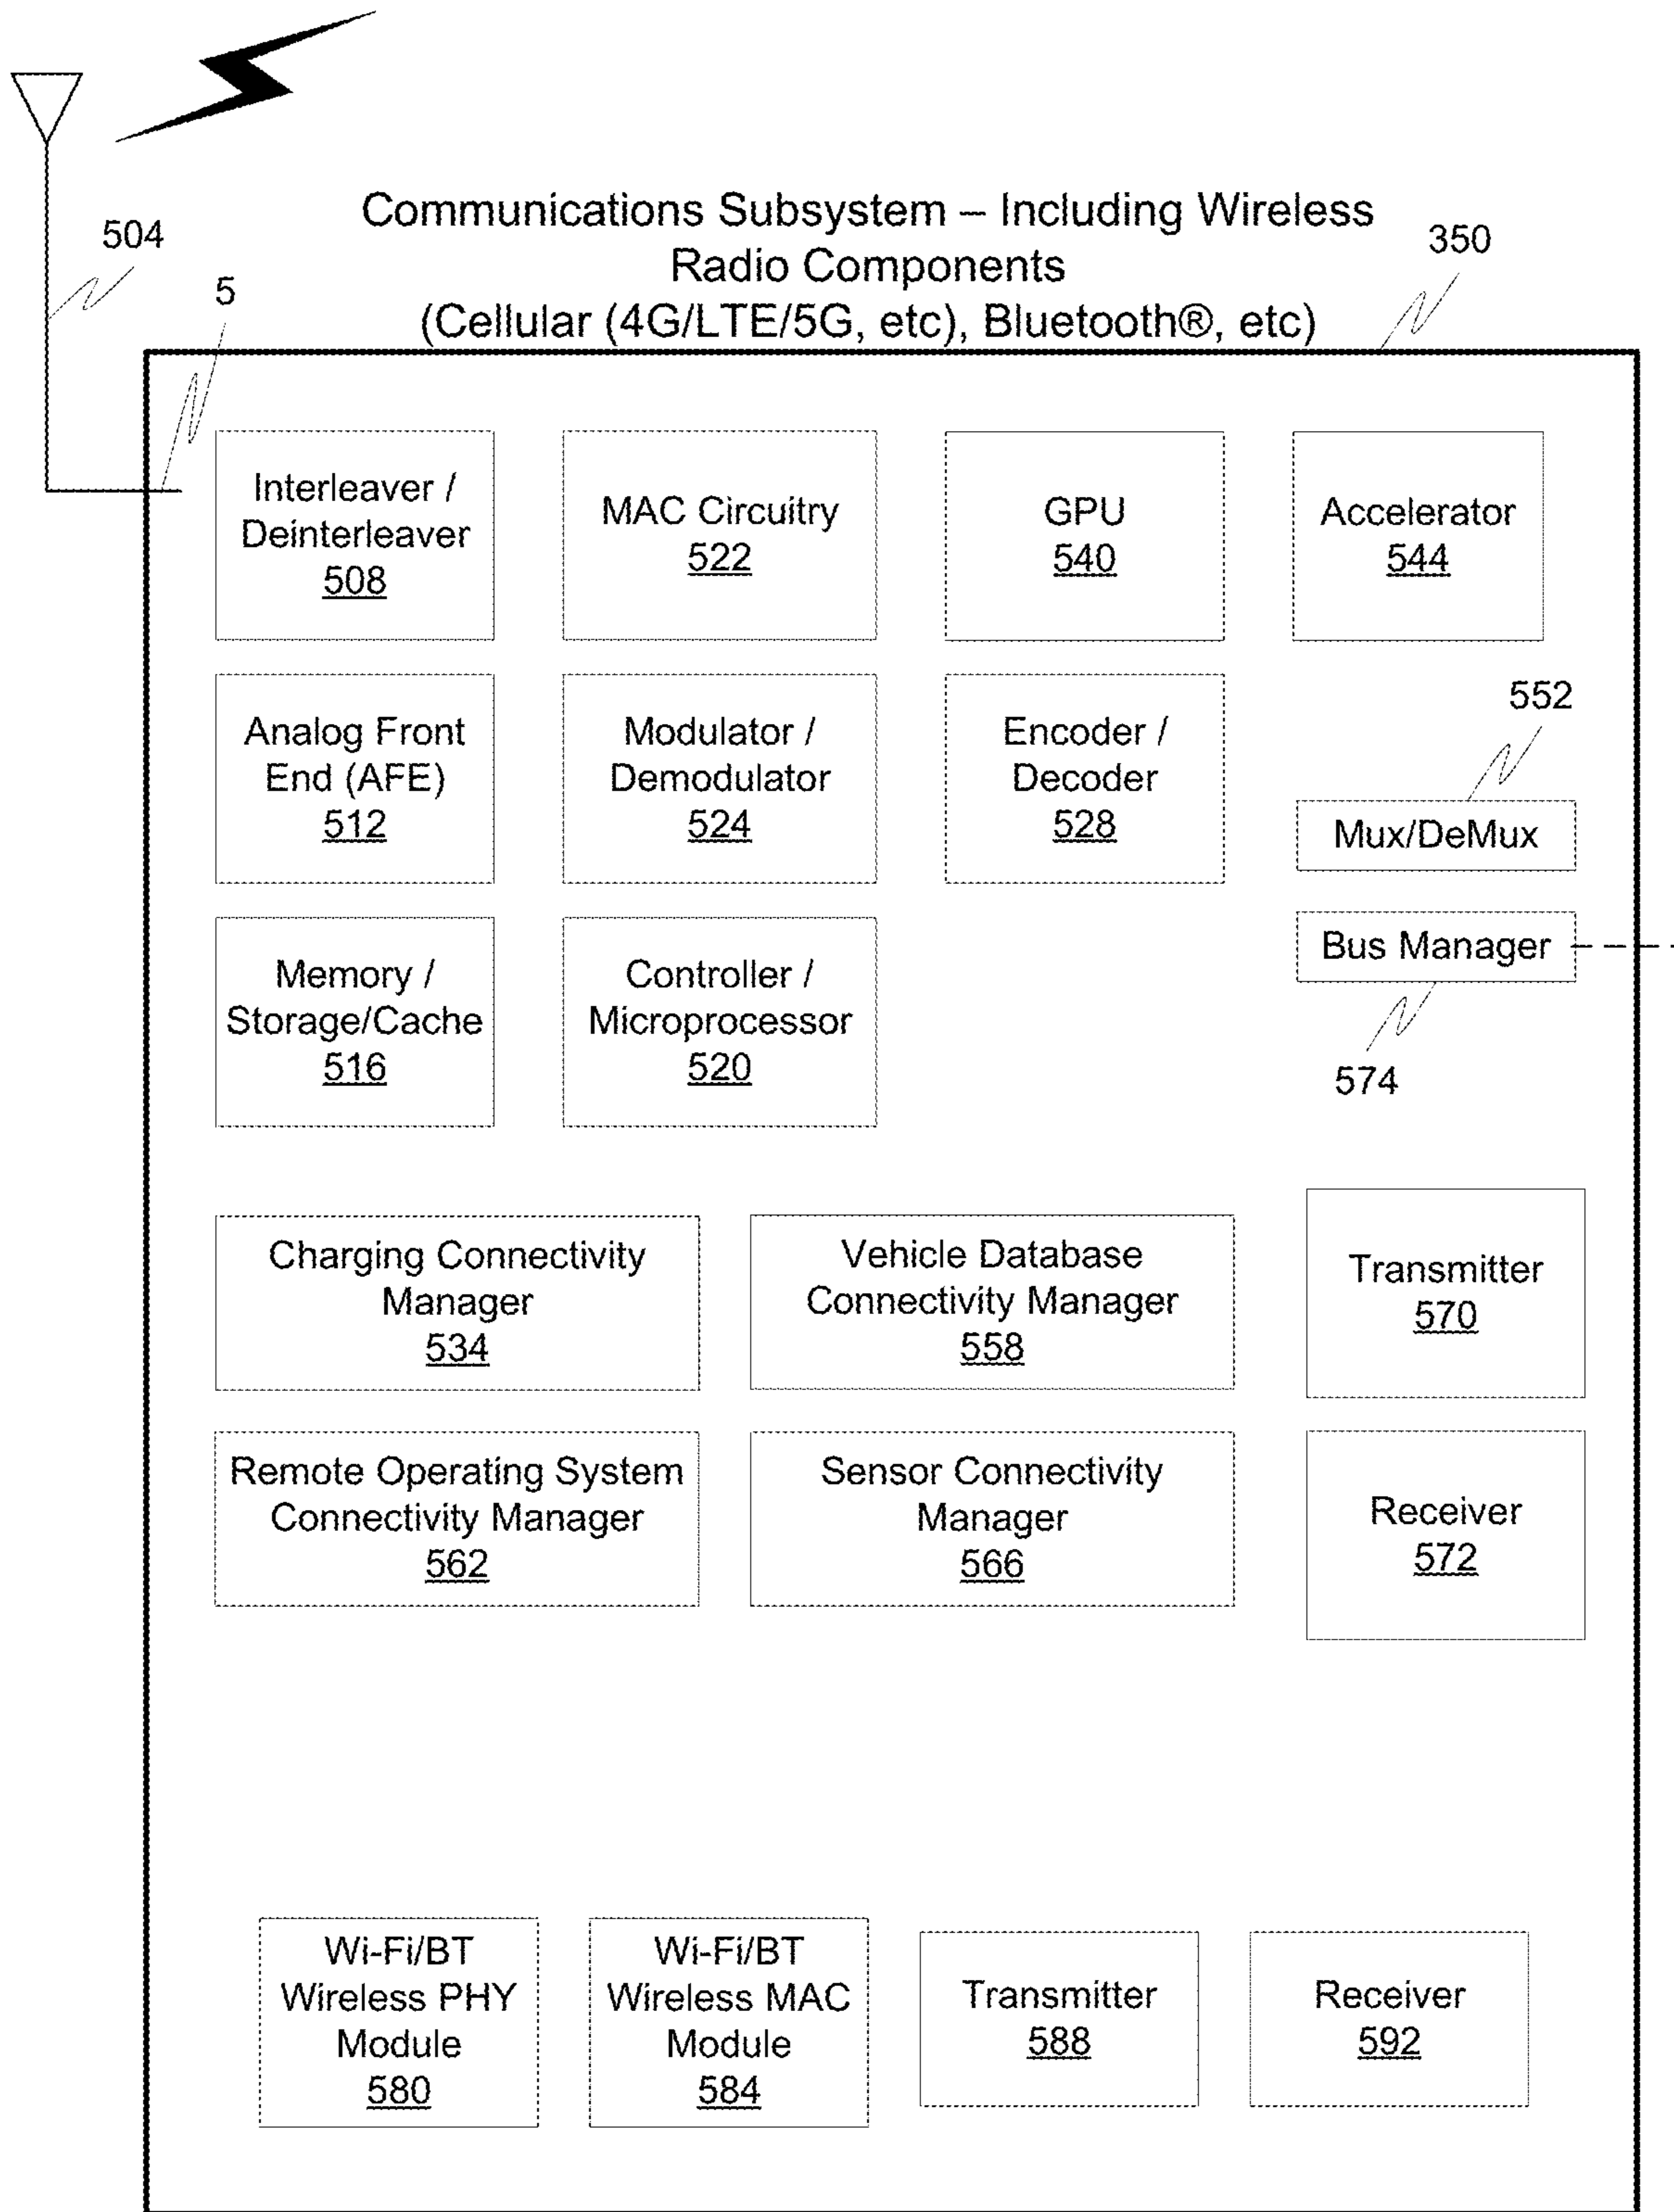 504
5
Communications Subsystem – Including Wireless
Radio Components
(Cellular (4G/LTE/5G, etc), Bluetooth®, etc)
350
Interleaver /
Deinterleaver
508
MAC Circuitry
522
GPU
540
Accelerator
544
Analog Front
End (AFE)
512
Modulator /
Demodulator
524
Encoder /
Decoder
528
552
Mux/DeMux
Memory /
Storage/Cache
516
Controller /
Microprocessor
520
Bus Manager
574
Charging Connectivity
Manager
534
Vehicle Database
Connectivity Manager
558
Transmitter
570
Remote Operating System
Connectivity Manager
562
Sensor Connectivity
Manager
566
Receiver
572
Wi-Fi/BT
Wireless PHY
Module
580
Wi-Fi/BT
Wireless MAC
Module
584
Transmitter
588
Receiver
592